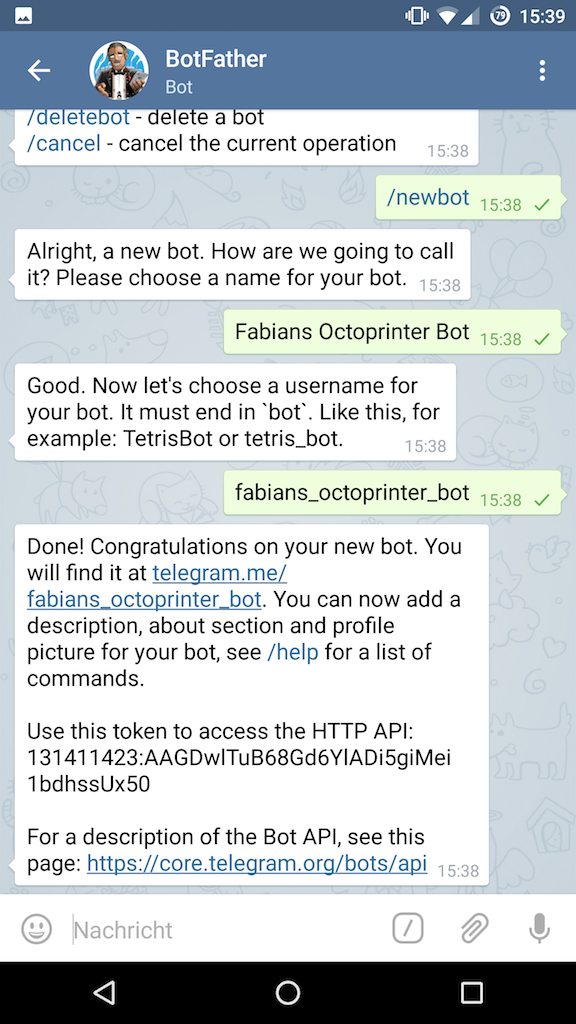 79 15:39
BotFather
Bot
/deletebot - delete a bot
/cancel - cancel the current operation 15:38
/newbot 15:38
Alright, a new bot. How are we going to call
it? Please choose a name for your bot. 15:38
Fabians Octoprinter Bot 15:38
Good. Now let's choose a username for
your bot. It must end in `bot`. Like this, for
example: TetrisBot or tetris_bot. 15:38
fabians_octoprinter_bot 15:38
Done! Congratulations on your new bot. You
will find it at telegram.me/
fabians_octoprinter_bot. You can now add a
description, about section and profile
picture for your bot, see /help for a list of
commands.
Use this token to access the HTTP API:
131411423:AAGDwlTuB68Gd6YlADi5giMei
1bdhssUx50
For a description of the Bot API, see this
page: https://core.telegram.org/bots/api 15:38
Nachricht